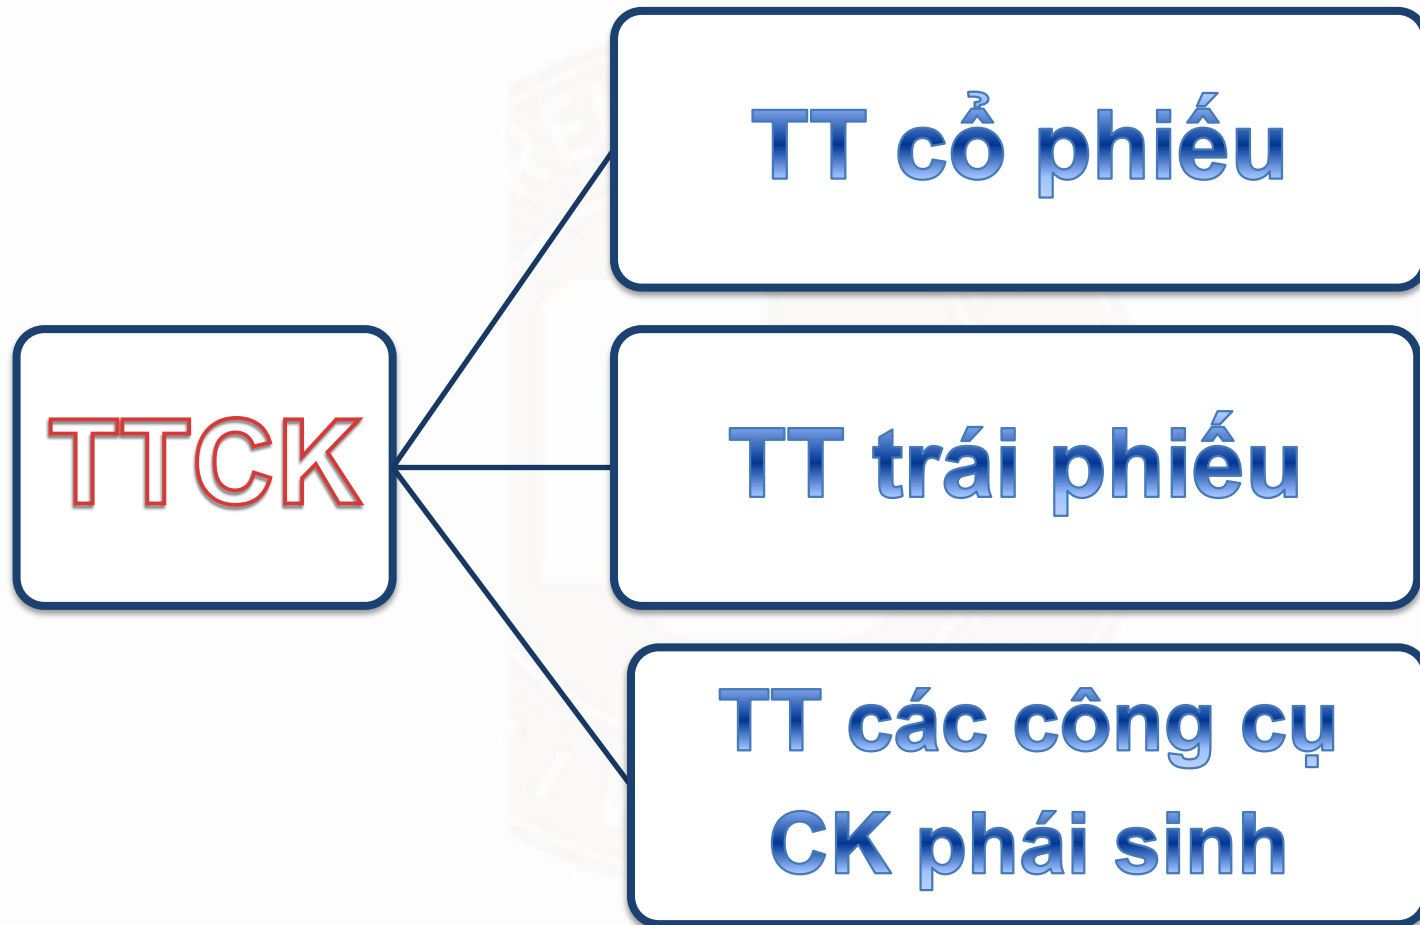 TT cổ phiếu
TTCK
TT trái phiếu
TT các công cụ
CK phái sinh